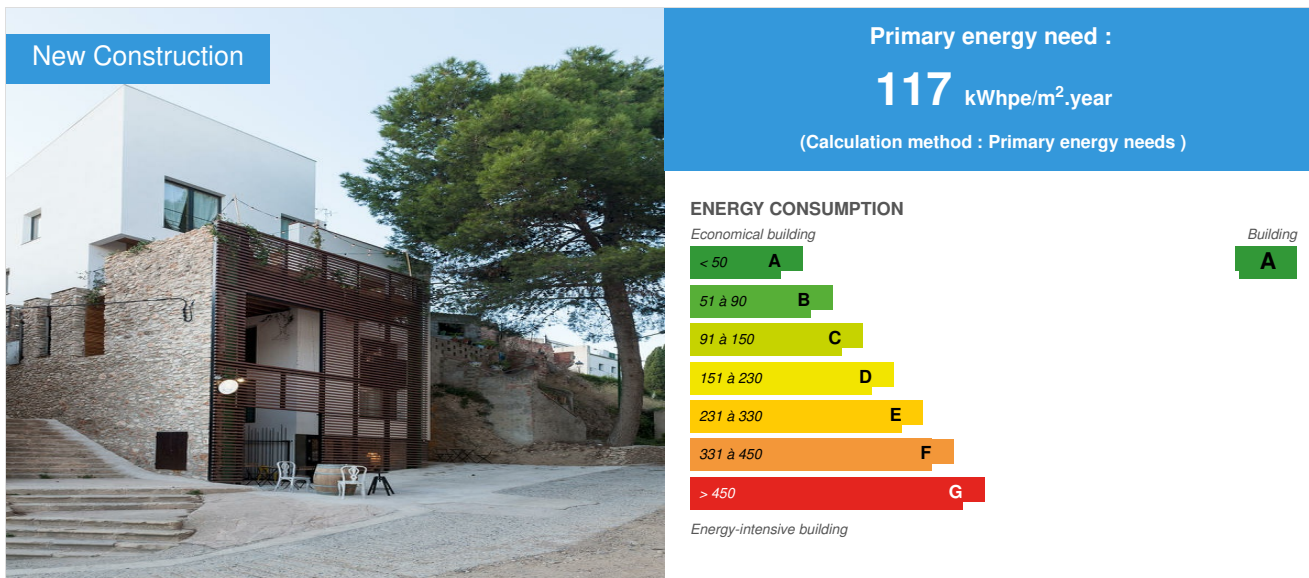 New Construction
Primary energy need :
117 kWhpe/m².year
(Calculation method : Primary energy needs )
ENERGY CONSUMPTION
Economical building
Building
< 50 A
A
51 à 90 B
91 à 150 C
151 à 230 D
231 à 330 E
331 à 450 F
> 450 G
Energy-intensive building